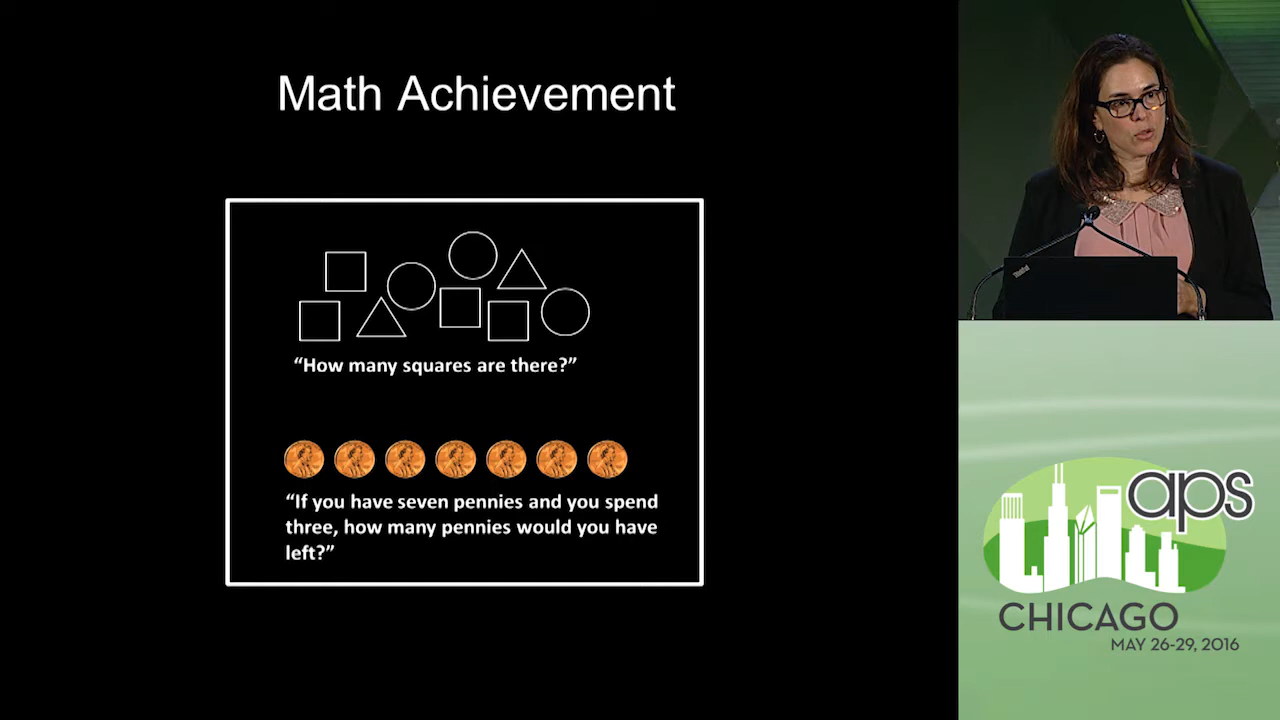 Math Achievement
“How many squares are there?”
“If you have seven pennies and you spend
three, how many pennies would you have
left?”
ThinkPad
aps
CHICAGO
MAY 26-29, 2016